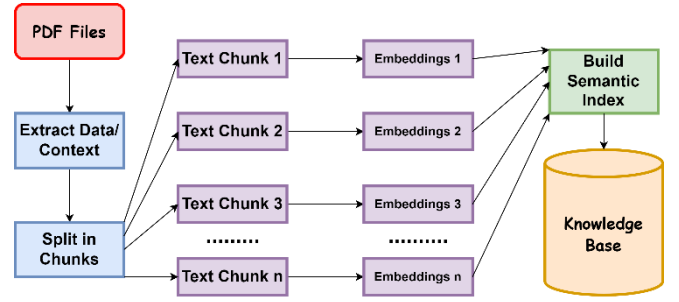 PDF Files
Extract Data/
Context
Split in
Chunks
Text Chunk 1
Text Chunk 2
Text Chunk 3
.........
Text Chunk n
Embeddings 1
Embeddings 2
Embeddings 3
..........
Embeddings n
Build
Semantic
Index
Knowledge
Base